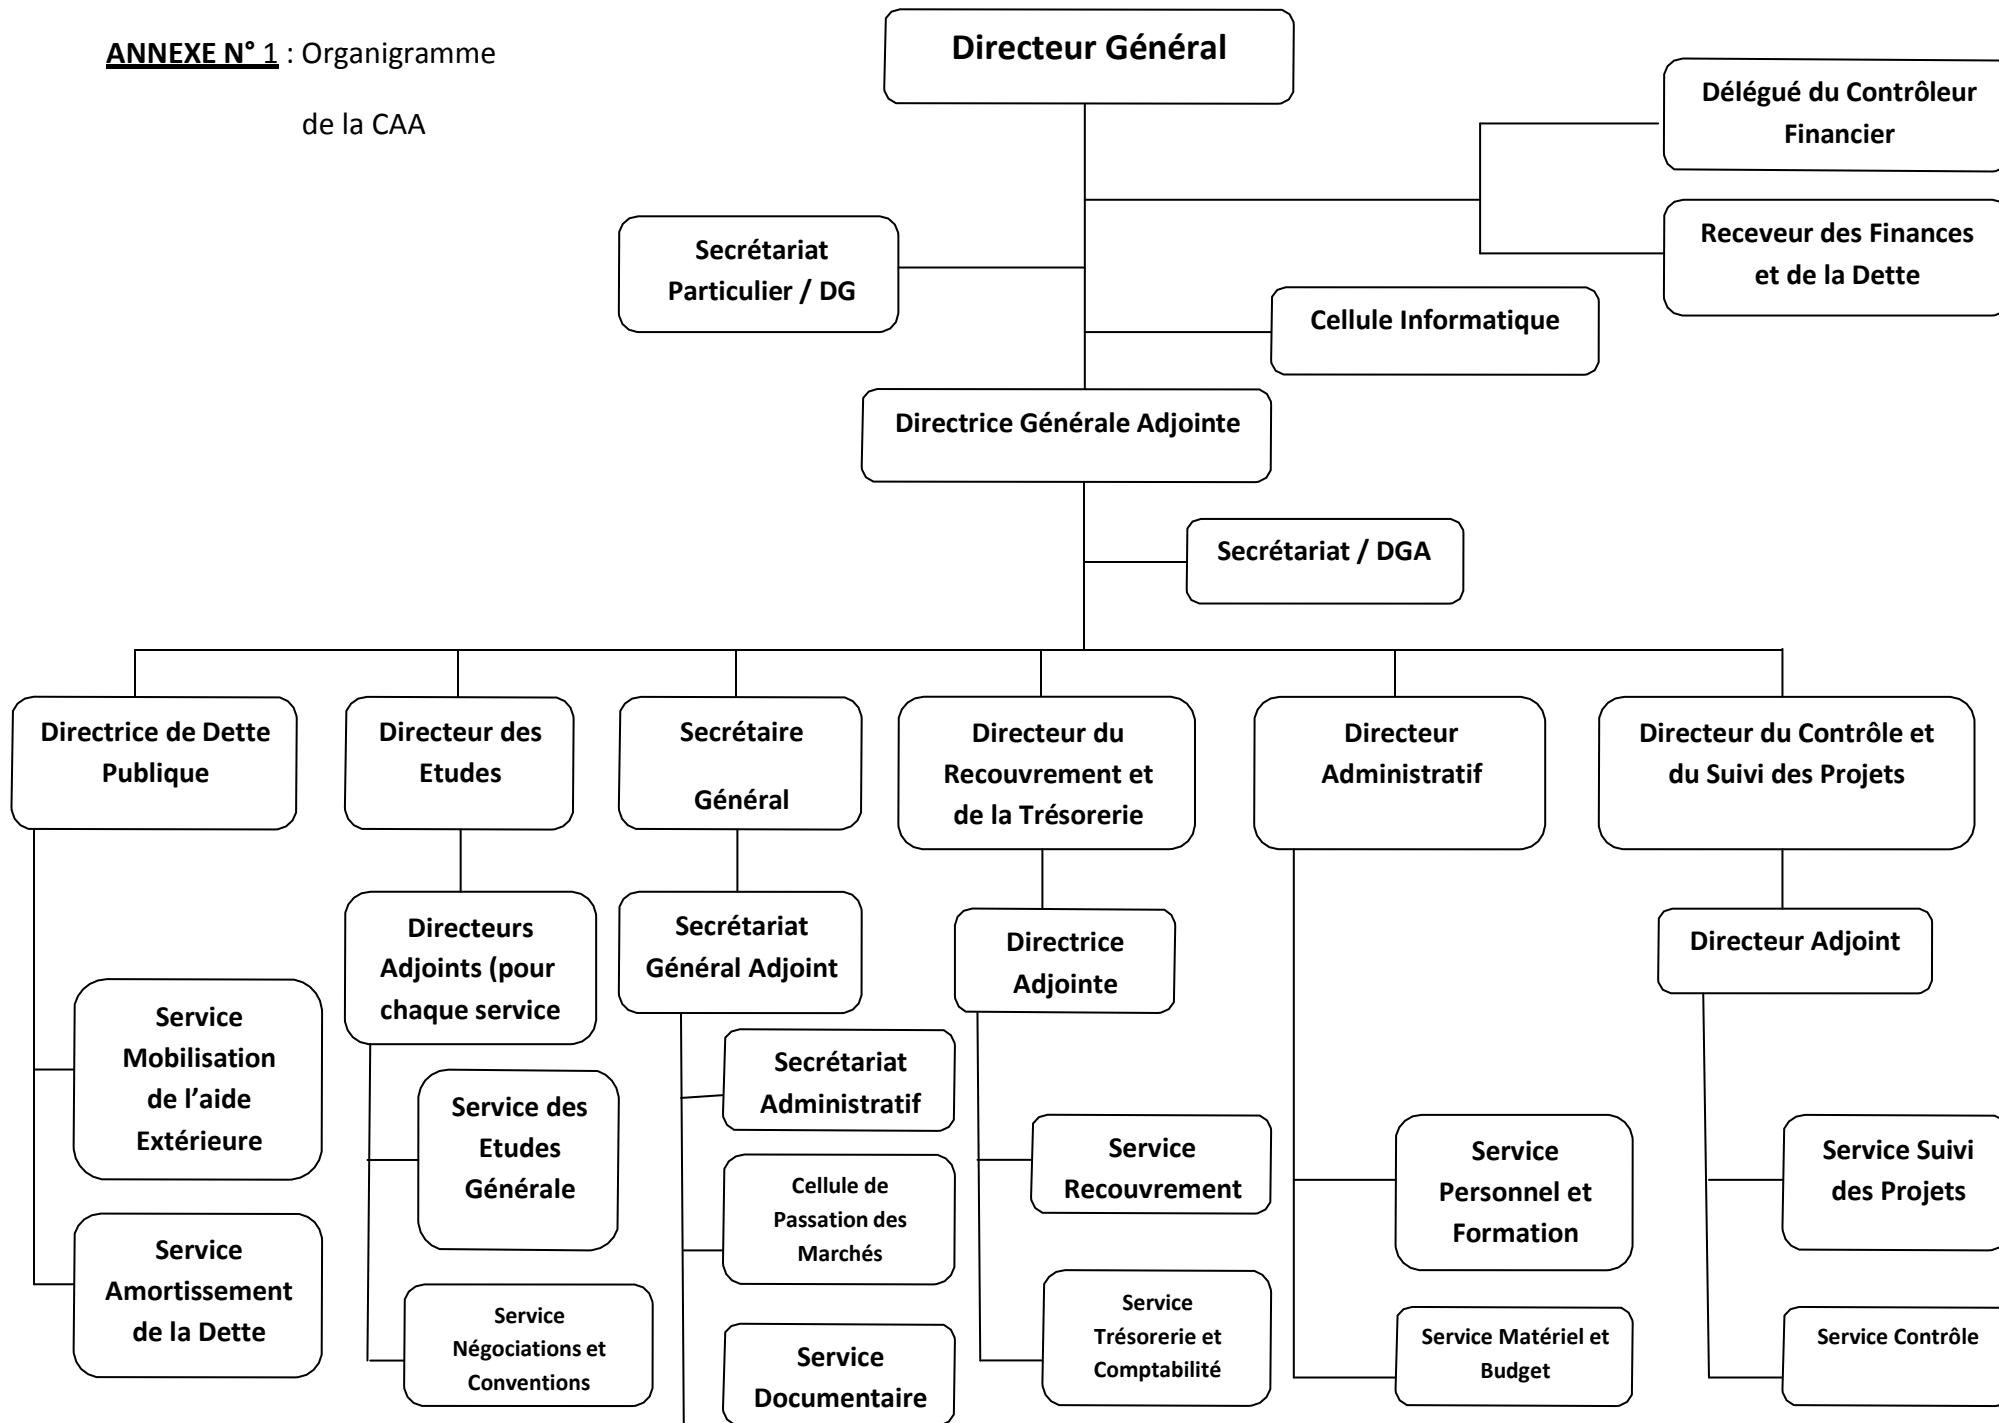 ANNEXE N° 1 : Organigramme
de la CAA
Directeur Général
Délégué du Contrôleur
Financier
Receveur des Finances
et de la Dette
Secrétariat
Particulier / DG
Cellule Informatique
Directrice Générale Adjointe
Secrétariat / DGA
Directrice de Dette
Publique
Directeur des
Etudes
Secrétaire
Général
Directeur du
Recouvrement et
de la Trésorerie
Directeur
Administratif
Directeur du Contrôle et
du Suivi des Projets
Directeurs
Adjoints (pour
chaque service
Secrétariat
Général Adjoint
Directrice
Adjointe
Directeur Adjoint
Service
Mobilisation
de l’aide
Extérieure
Service
Amortissement
de la Dette
Service des
Etudes
Générale
Service
Négociations et
Conventions
Secrétariat
Administratif
Cellule de
Passation des
Marchés
Service
Documentaire
Service
Recouvrement
Service
Trésorerie et
Comptabilité
Service
Personnel et
Formation
Service Matériel et
Budget
Service Suivi
des Projets
Service Contrôle